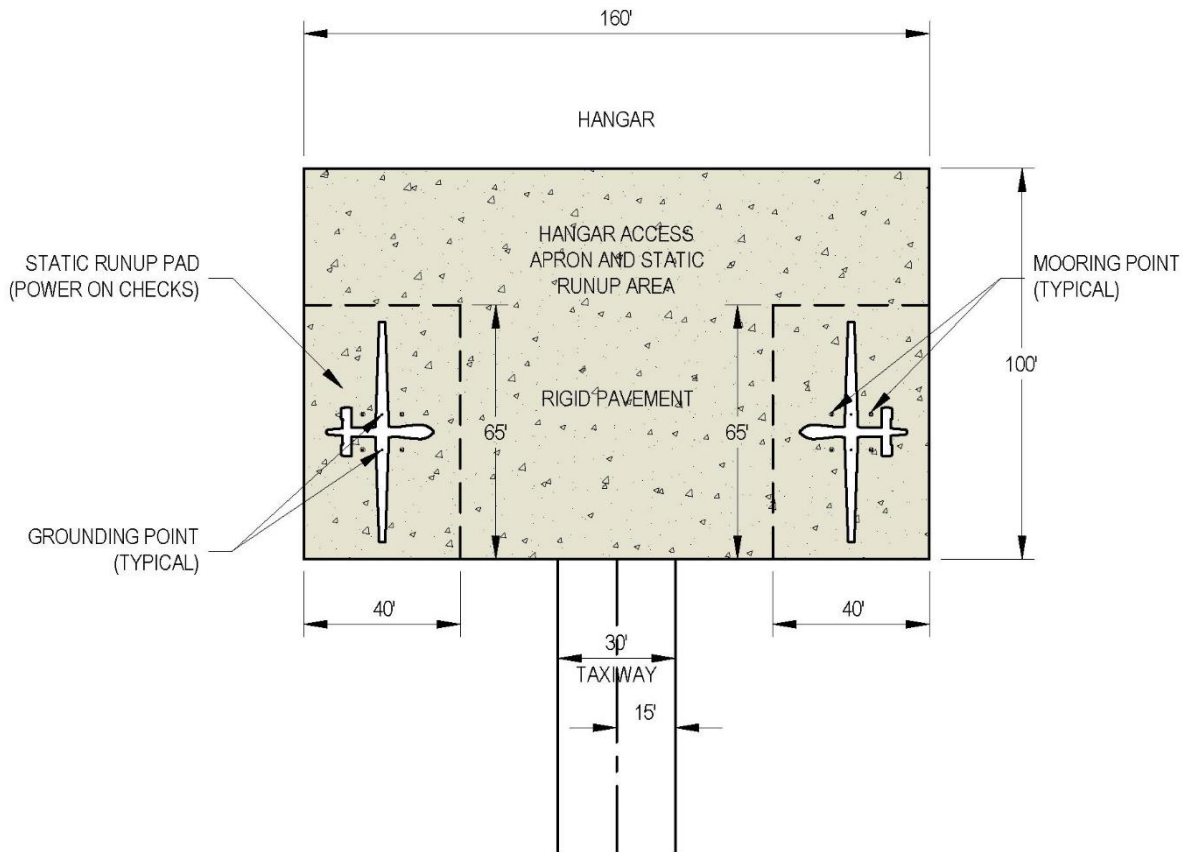 160'
HANGAR
HANGAR ACCESS
APRON AND STATIC
RUNUP AREA
STATIC RUNUP PAD
(POWER ON CHECKS)
MOORING POINT
(TYPICAL)
100'
RIGID PAVEMENT
65'
65'
GROUNDING POINT
(TYPICAL)
40'
40'
30'
TAXIWAY
15'